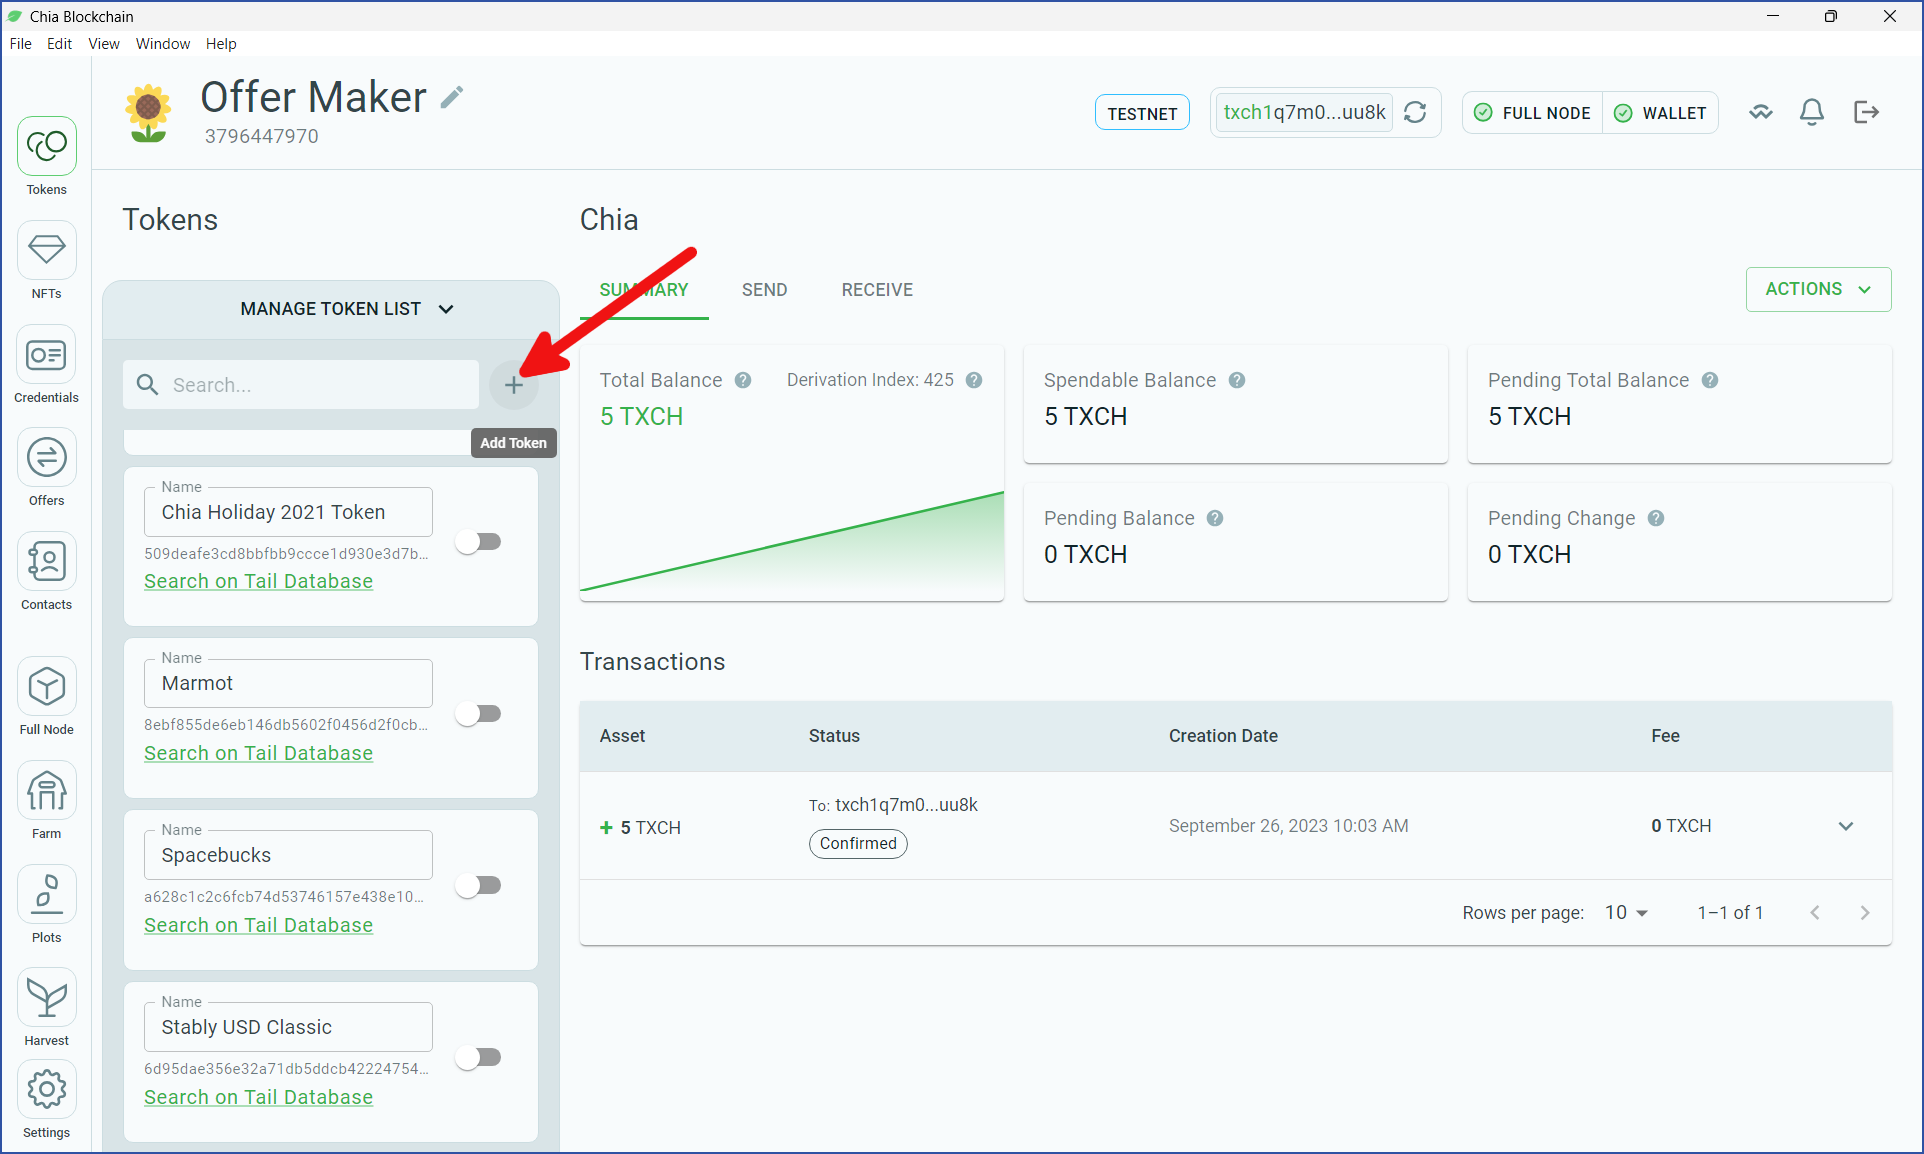 Chia Blockchain
File Edit View Window Help
Offer Maker
3796447970
TESTNET
txch1q7m0...uu8k
FULL NODE
WALLET
Tokens
NFTs
Credentials
Offers
Contacts
Full Node
Farm
Plots
Harvest
Settings
Tokens
MANAGE TOKEN LIST
Search...
Add Token
Name
Chia Holiday 2021 Token
509deafe3cd8bbfbb9ccce1d930e3d7b...
Search on Tail Database
Name
Marmot
8ebf855de6eb146db5602f0456d2f0cb...
Search on Tail Database
Name
Spacebucks
a628c1c2c6fcb74d53746157e438e10...
Search on Tail Database
Name
Stably USD Classic
6d95dae356e32a71db5ddcb42224754...
Search on Tail Database
Chia
SUMMARY SEND RECEIVE
ACTIONS
Total Balance Derivation Index: 425
5 TXCH
Spendable Balance
5 TXCH
Pending Total Balance
5 TXCH
Pending Balance
0 TXCH
Pending Change
0 TXCH
Transactions
Asset Status Creation Date Fee
+ 5 TXCH
To: txch1q7m0...uu8k
Confirmed
September 26, 2023 10:03 AM
0 TXCH
Rows per page: 10 1–1 of 1